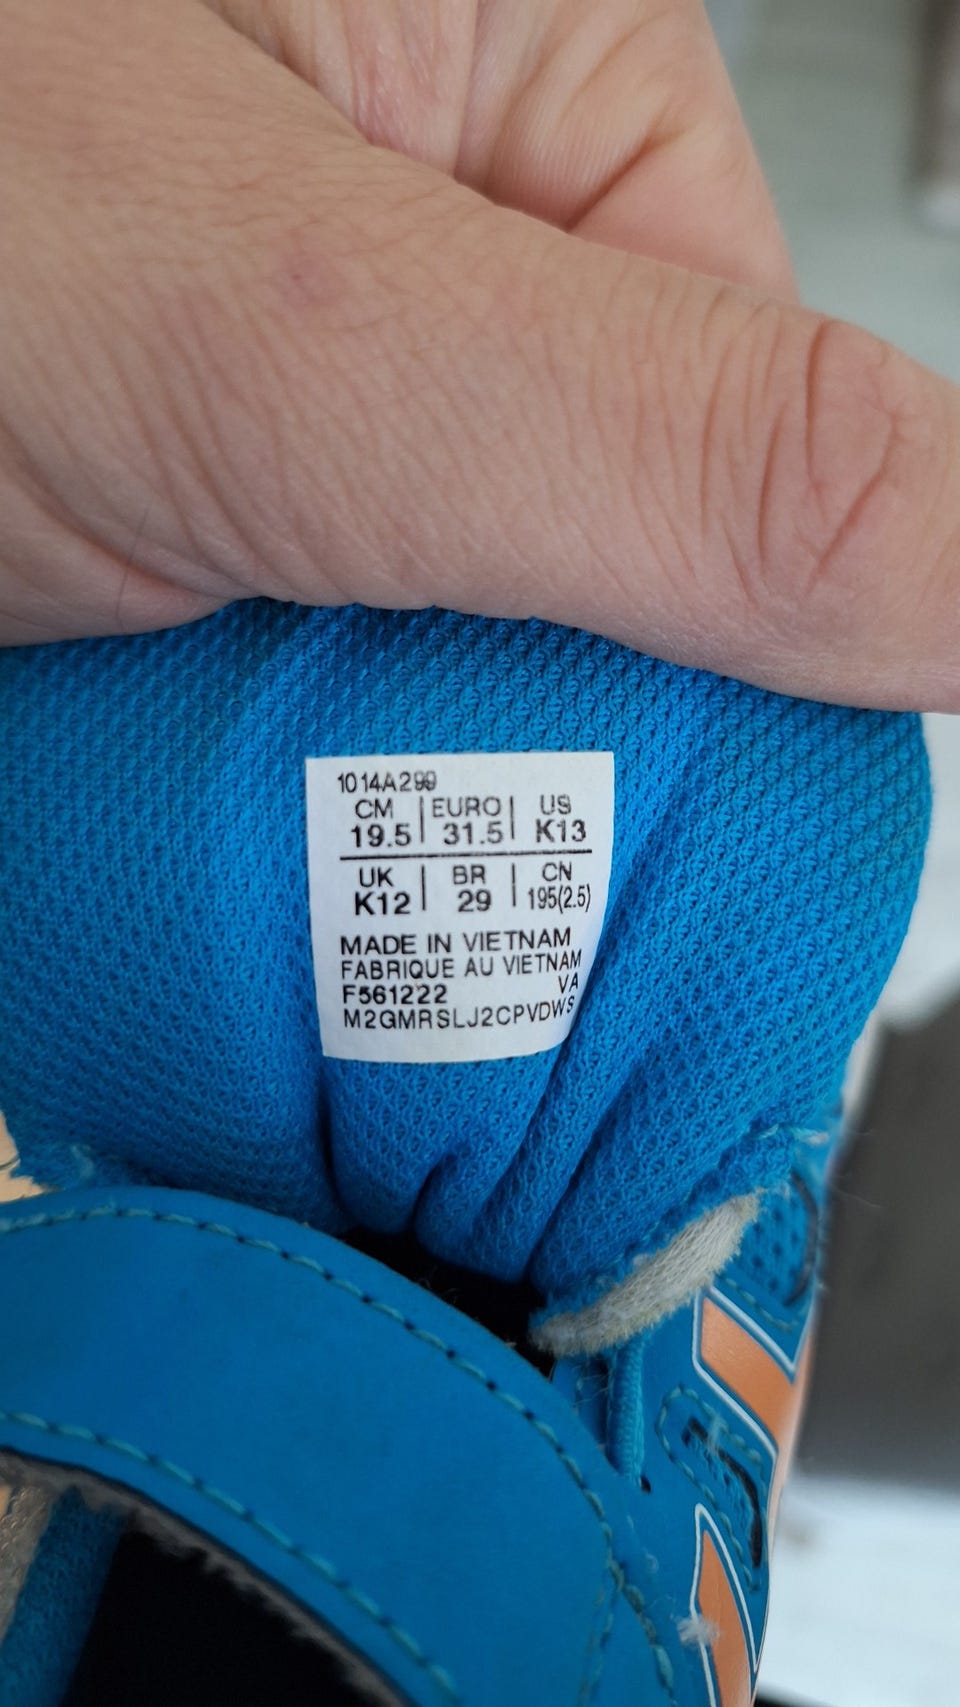 1014A299
CM | EURO | US
19.5 | 31.5 | K13
UK | BR | CN
K12 | 29 | 195(2.5)
MADE IN VIETNAM
FABRIQUE AU VIETNAM
F561222 VA
M2GMRSLJ2CPVDWS